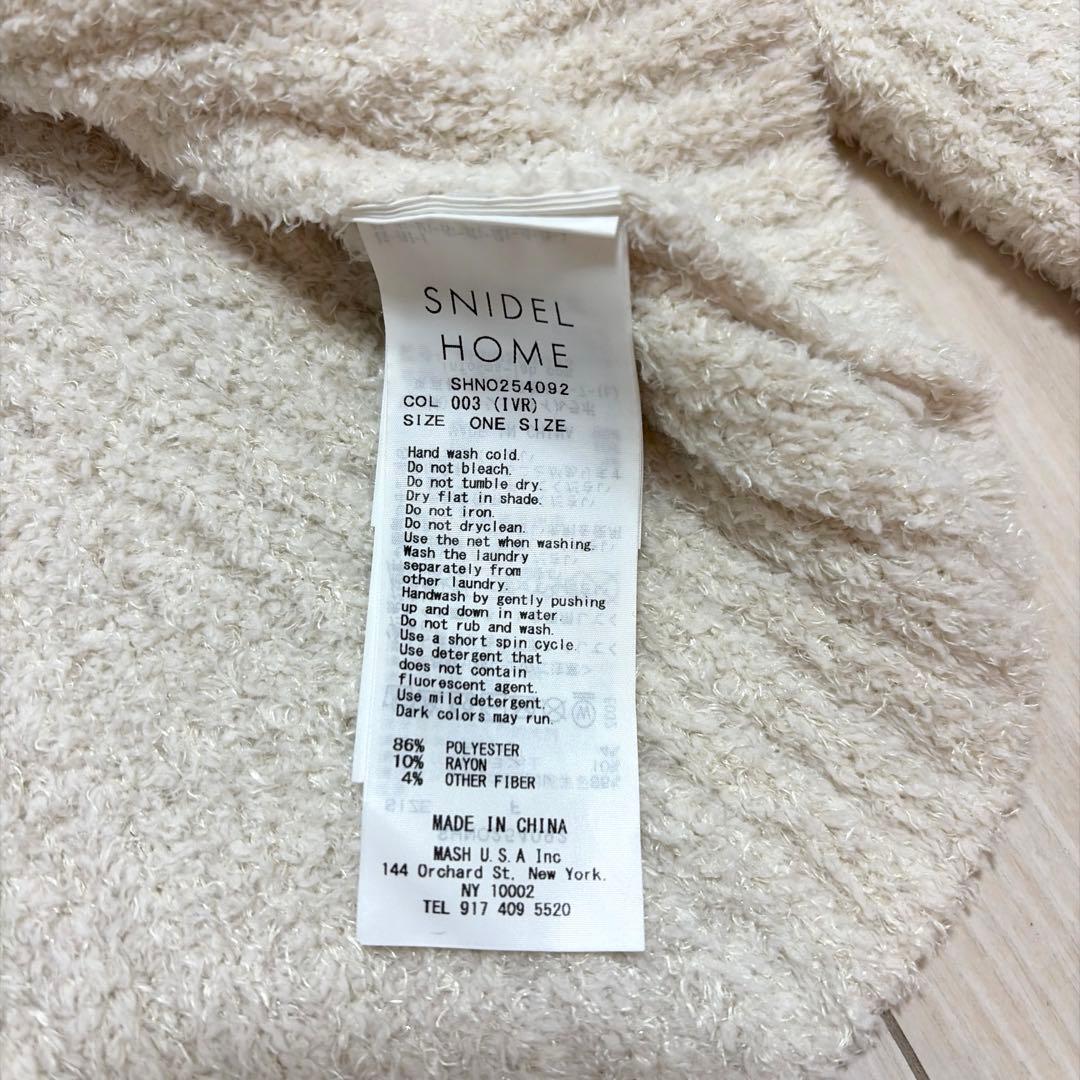 SNIDEL
HOME
SHNO254092
COL 003 (IVR)
SIZE ONE SIZE
Hand wash cold.
Do not bleach.
Do not tumble dry.
Dry flat in shade.
Do not iron.
Do not dryclean.
Use the net when washing.
Wash the laundry
separately from
other laundry.
Handwash by gently pushing
up and down in water.
Do not rub and wash.
Use a short spin cycle.
Use detergent that
does not contain
fluorescent agent.
Use mild detergent.
Dark colors may run.
86% POLYESTER
10% RAYON
4% OTHER FIBER
MADE IN CHINA
MASH U.S.A Inc
144 Orchard St, New York.
NY 10002
TEL 917 409 5520